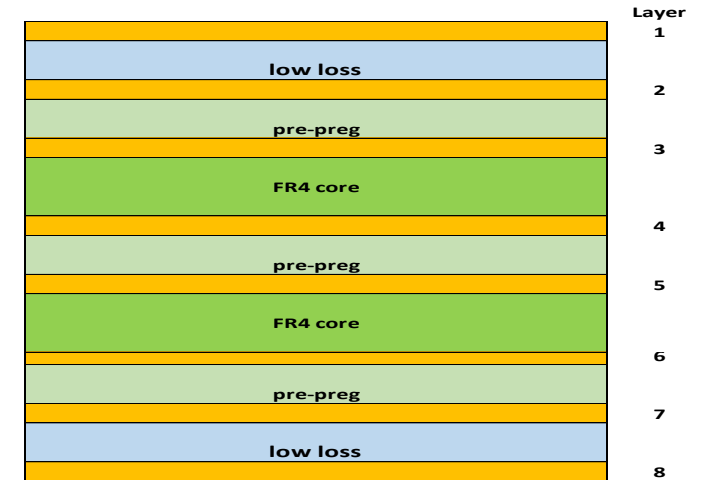 Layer
1
low loss
2
pre-preg
3
FR4 core
4
pre-preg
5
FR4 core
6
pre-preg
7
low loss
8